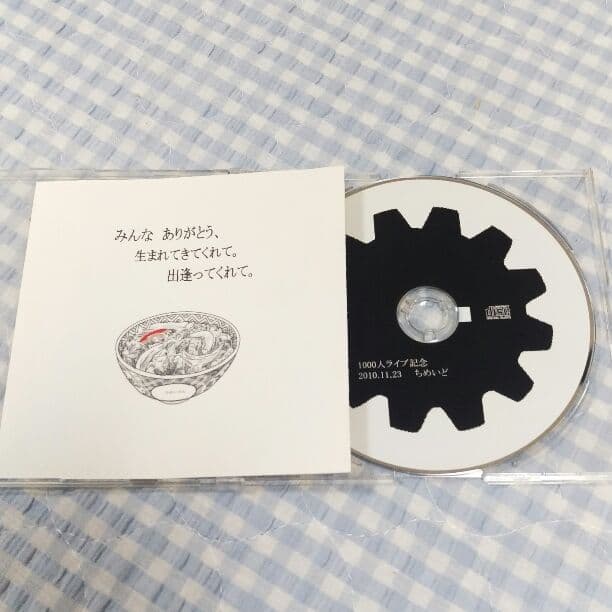 みんな ありがとう、
生まれてきてくれて。
出逢ってくれて。
1000人ライブ記念
2010.11.23 ちめいど